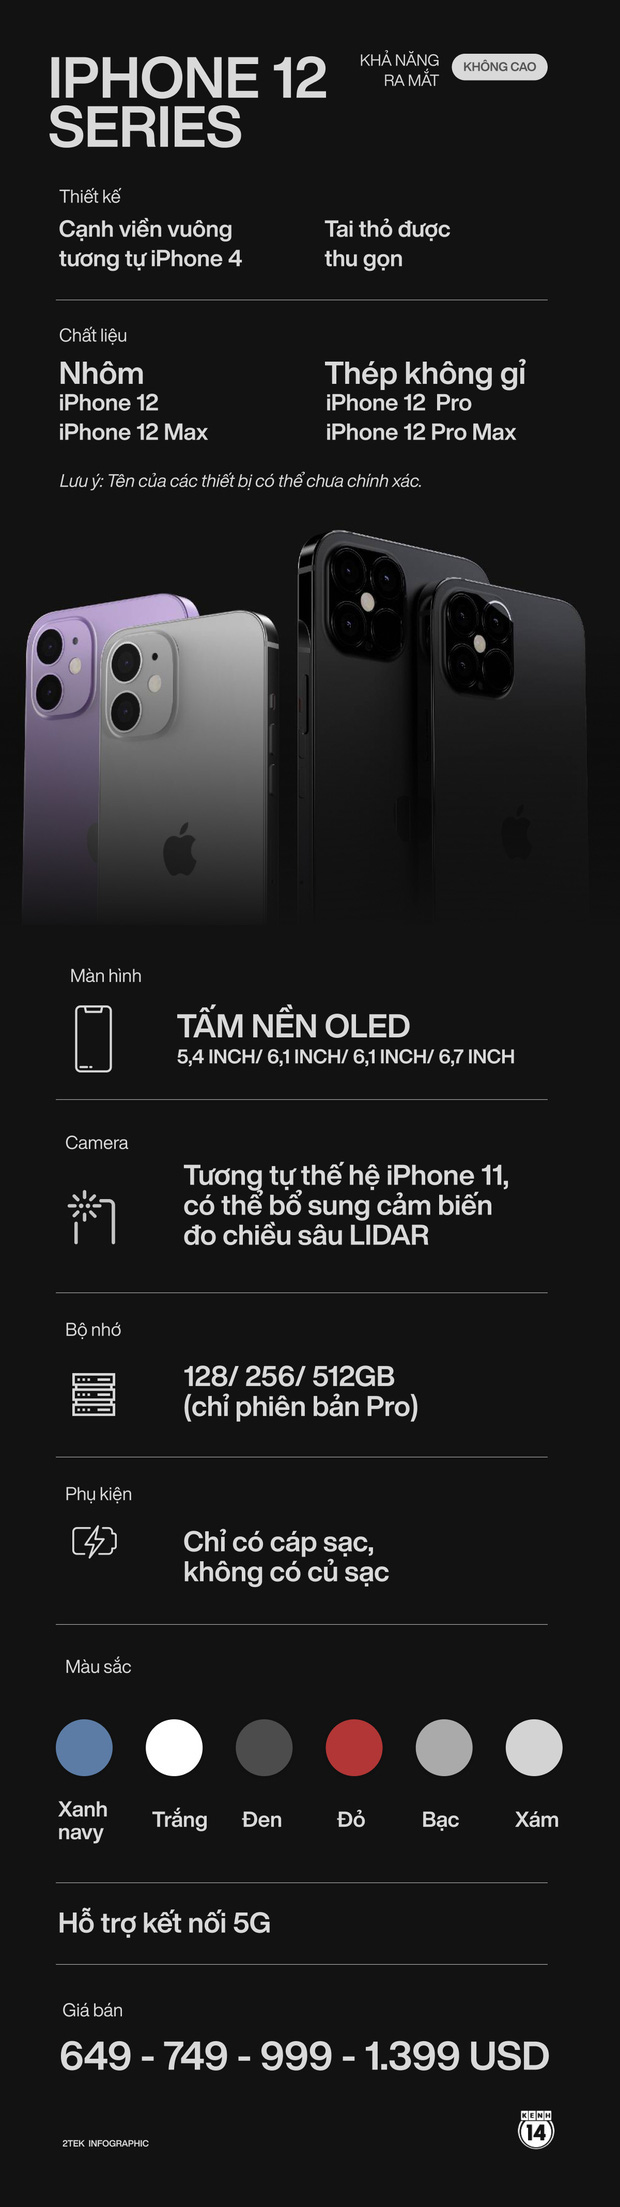 IPHONE 12
SERIES
KHẢ NĂNG
RA MẮT
KHÔNG CAO
Thiết kế
Cạnh viền vuông
tương tự iPhone 4
Tai thỏ được
thu gọn
Chất liệu
Nhôm
iPhone 12
iPhone 12 Max
Thép không gỉ
iPhone 12 Pro
iPhone 12 Pro Max
Lưu ý: Tên của các thiết bị có thể chưa chính xác.
Màn hình
TẤM NỀN OLED
5,4 INCH/ 6,1 INCH/ 6,1 INCH/ 6,7 INCH
Camera
Tương tự thế hệ iPhone 11,
có thể bổ sung cảm biến
đo chiều sâu LIDAR
Bộ nhớ
128/ 256/ 512GB
(chỉ phiên bản Pro)
Phụ kiện
Chỉ có cáp sạc,
không có củ sạc
Màu sắc
Xanh
navy
Trắng
Đen
Đỏ
Bạc
Xám
Hỗ trợ kết nối 5G
Giá bán
649 - 749 - 999 - 1.399 USD
2TEK INFOGRAPHIC
KENH
14